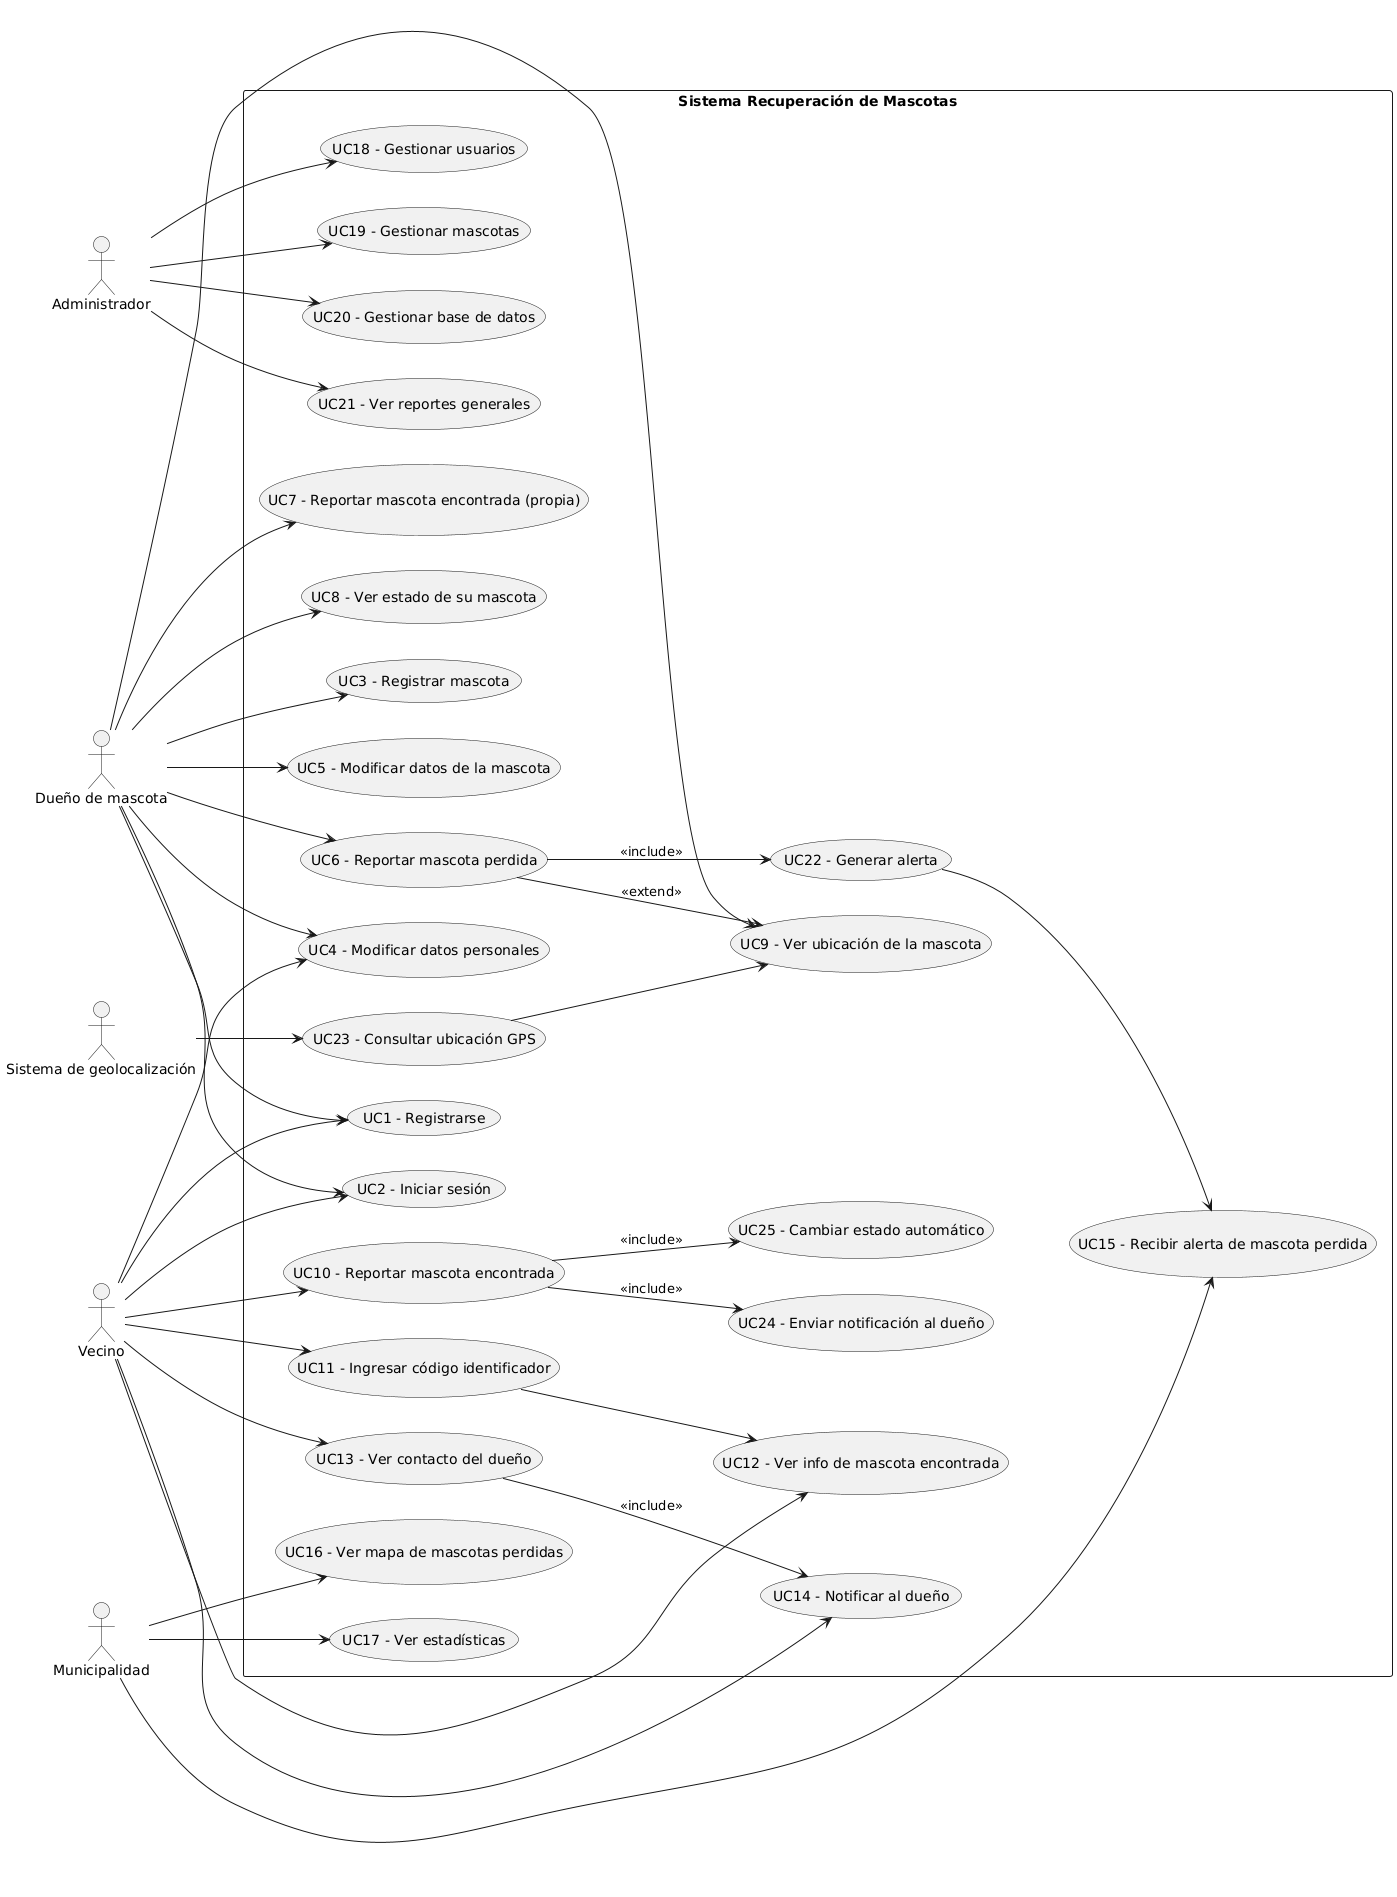 Sistema Recuperación de Mascotas
UC18 - Gestionar usuarios
UC19 - Gestionar mascotas
Administrador
UC20 - Gestionar base de datos
UC21 - Ver reportes generales
UC7 - Reportar mascota encontrada (propia)
UC8 - Ver estado de su mascota
UC3 - Registrar mascota
UC5 - Modificar datos de la mascota
Dueño de mascota
UC6 - Reportar mascota perdida
«include»
UC22 - Generar alerta
«extend»
UC4 - Modificar datos personales
UC9 - Ver ubicación de la mascota
UC23 - Consultar ubicación GPS
Sistema de geolocalización
UC1 - Registrarse
UC2 - Iniciar sesión
UC25 - Cambiar estado automático
«include»
UC15 - Recibir alerta de mascota perdida
UC10 - Reportar mascota encontrada
«include»
UC24 - Enviar notificación al dueño
Vecino
UC11 - Ingresar código identificador
UC13 - Ver contacto del dueño
UC12 - Ver info de mascota encontrada
«include»
UC16 - Ver mapa de mascotas perdidas
UC14 - Notificar al dueño
UC17 - Ver estadísticas
Municipalidad